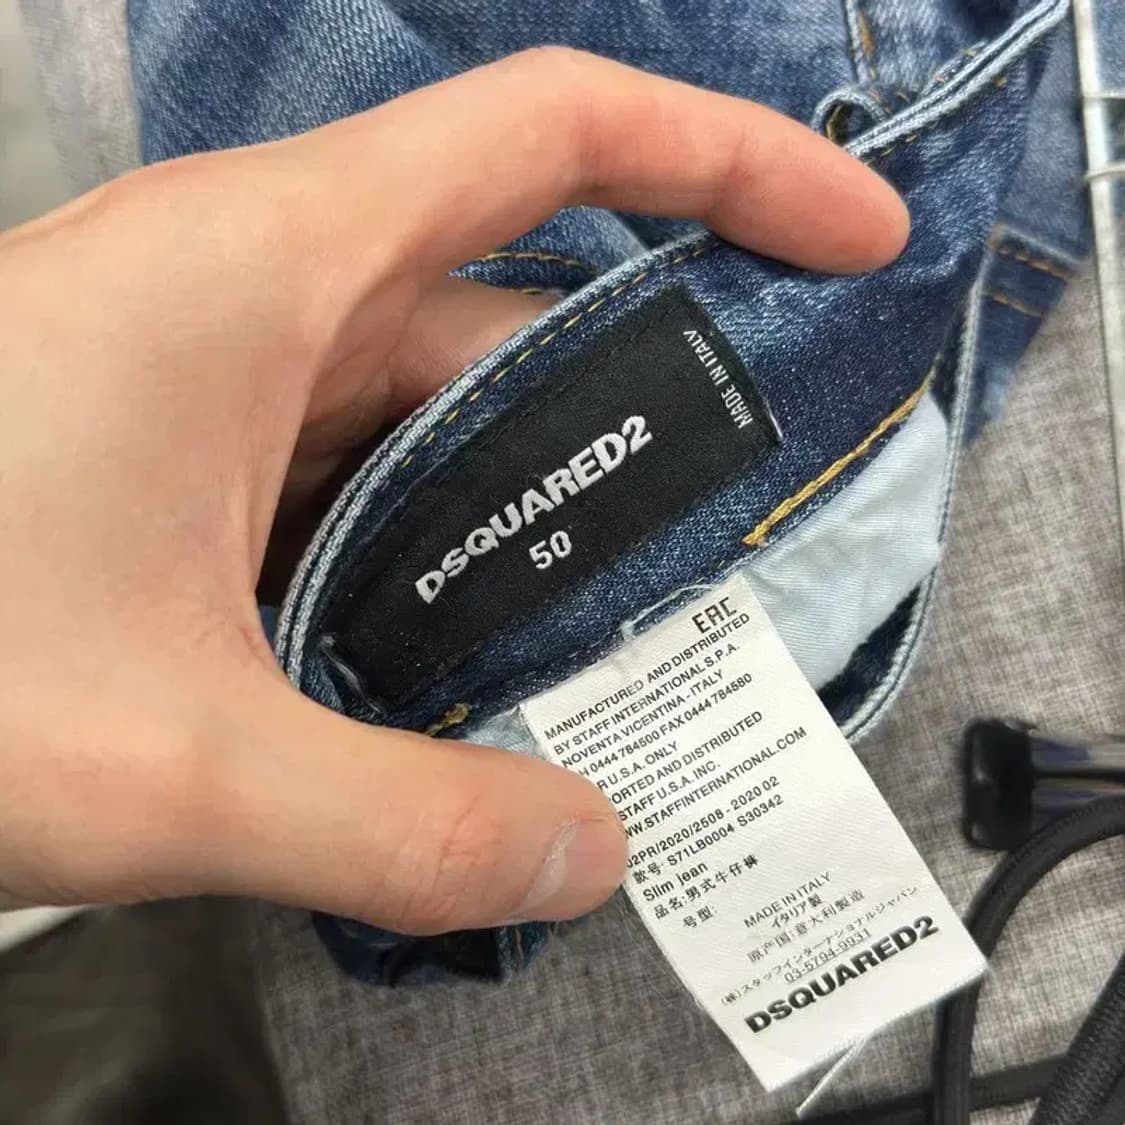 MADE IN ITALY
DSQUARED2
50
EAC
MANUFACTURED AND DISTRIBUTED
BY STAFF INTERNATIONAL S.P.A.
NOVENTA VICENTINA - ITALY
H 0444 784500 FAX 0444 784580
R U.S.A. ONLY
ORTED AND DISTRIBUTED
STAFF U.S.A. INC.
WW.STAFFINTERNATIONAL.COM
02PR/2020/2508 - 2020 02
款号: S71LB0004 S30342
Slim jean
品名:男式牛仔裤
号型:
MADE IN ITALY
イタリア製
原产国:意大利製造
(株)スタッフインターナショナルジャパン
03-5794-9931
DSQUARED2